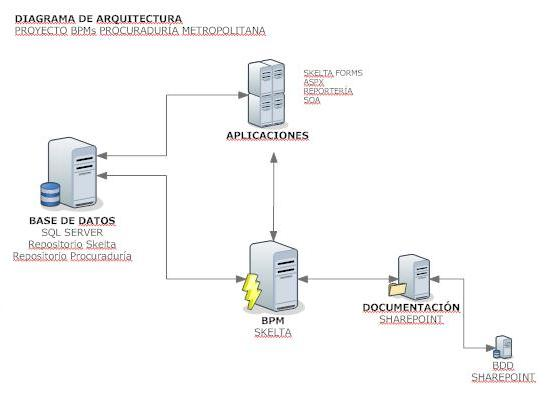 DIAGRAMA DE ARQUITECTURA
PROYECTO BPMs PROCURADURÍA METROPOLITANA
SKELTA FORMS
ASPX
REPORTERÍA
SOA
APLICACIONES
BASE DE DATOS
SQL SERVER
Repositorio Skelta
Repositorio Procuraduría
BPM
SKELTA
DOCUMENTACIÓN
SHAREPOINT
BDD
SHAREPOINT